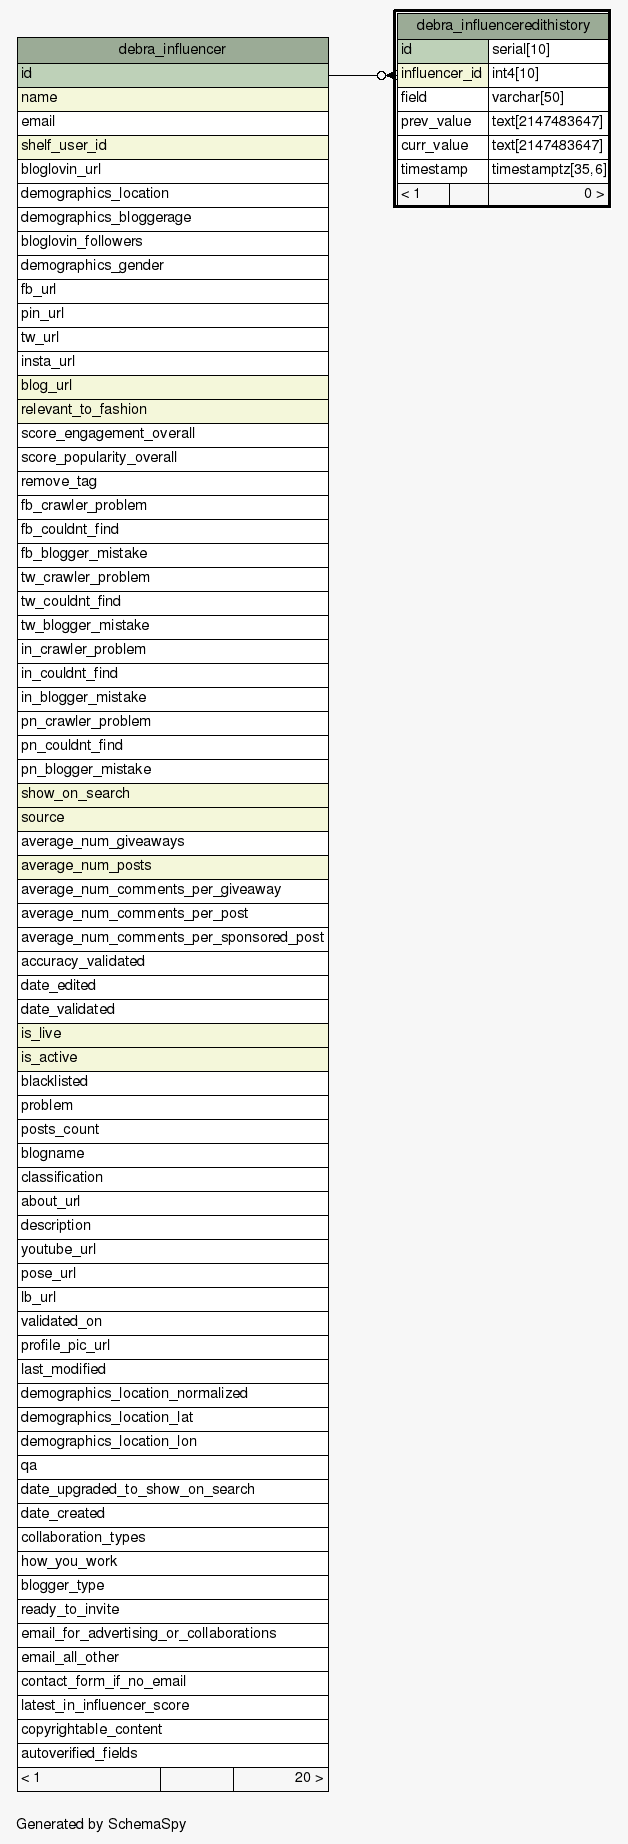 debra_influencer
id
name
email
shelf_user_id
bloglovin_url
demographics_location
demographics_bloggerage
bloglovin_followers
demographics_gender
fb_url
pin_url
tw_url
insta_url
blog_url
relevant_to_fashion
score_engagement_overall
score_popularity_overall
remove_tag
fb_crawler_problem
fb_couldnt_find
fb_blogger_mistake
tw_crawler_problem
tw_couldnt_find
tw_blogger_mistake
in_crawler_problem
in_couldnt_find
in_blogger_mistake
pn_crawler_problem
pn_couldnt_find
pn_blogger_mistake
show_on_search
source
average_num_giveaways
average_num_posts
average_num_comments_per_giveaway
average_num_comments_per_post
average_num_comments_per_sponsored_post
accuracy_validated
date_edited
date_validated
is_live
is_active
blacklisted
problem
posts_count
blogname
classification
about_url
description
youtube_url
pose_url
lb_url
validated_on
profile_pic_url
last_modified
demographics_location_normalized
demographics_location_lat
demographics_location_lon
qa
date_upgraded_to_show_on_search
date_created
collaboration_types
how_you_work
blogger_type
ready_to_invite
email_for_advertising_or_collaborations
email_all_other
contact_form_if_no_email
latest_in_influencer_score
copyrightable_content
autoverified_fields
< 1 20 >
debra_influenceredithistory
id serial[10]
influencer_id int4[10]
field varchar[50]
prev_value text[2147483647]
curr_value text[2147483647]
timestamp timestamptz[35,6]
< 1 0 >
Generated by SchemaSpy